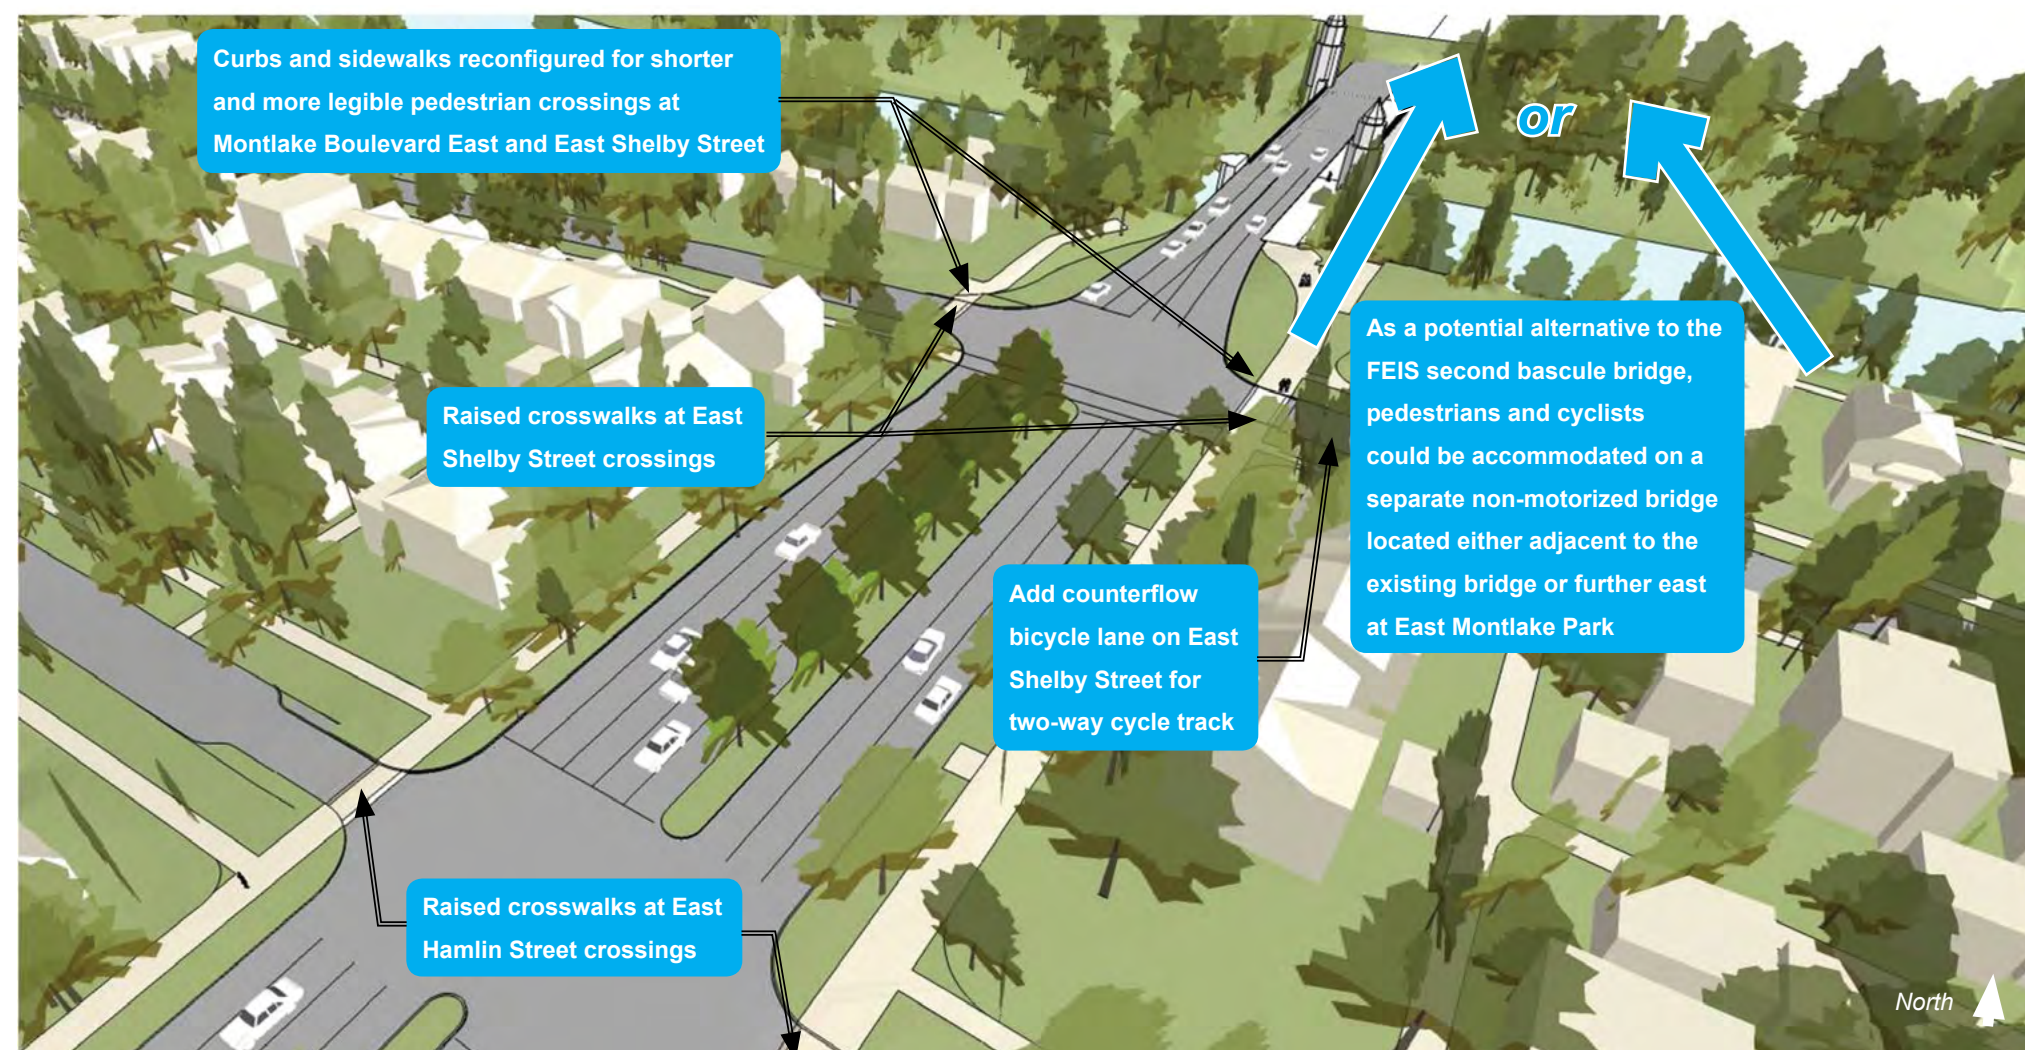 Curbs and sidewalks reconfigured for shorter
and more legible pedestrian crossings at
Montlake Boulevard East and East Shelby Street
or
As a potential alternative to the
FEIS second bascule bridge,
pedestrians and cyclists
could be accommodated on a
separate non-motorized bridge
located either adjacent to the
existing bridge or further east
at East Montlake Park
Raised crosswalks at East
Shelby Street crossings
Add counterflow
bicycle lane on East
Shelby Street for
two-way cycle track
Raised crosswalks at East
Hamlin Street crossings
North